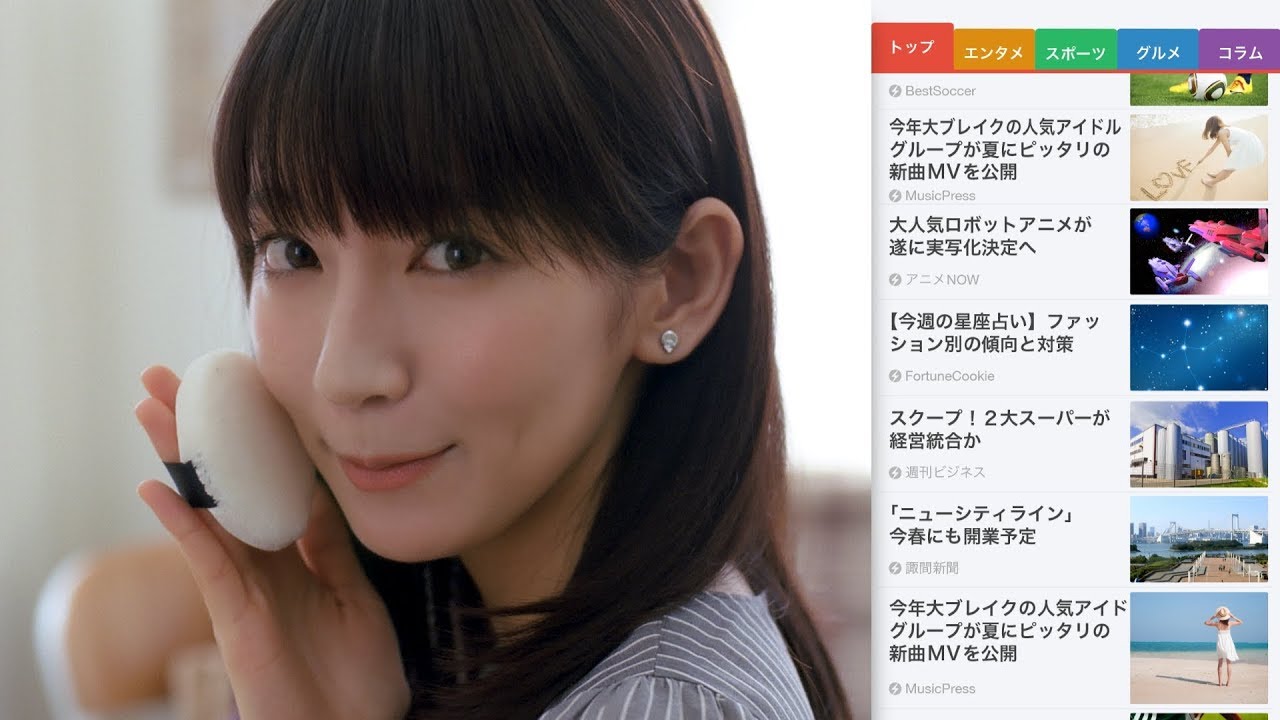 トップ
エンタメ
スポーツ
グルメ
コラム
BestSoccer
今年大ブレイクの人気アイドル
グループが夏にピッタリの
新曲MVを公開
MusicPress
大人気ロボットアニメが
遂に実写化決定へ
アニメNOW
【今週の星座占い】ファッ
ション別の傾向と対策
FortuneCookie
スクープ！２大スーパーが
経営統合か
週刊ビジネス
「ニューシティライン」
今春にも開業予定
諏間新聞
今年大ブレイクの人気アイド
グループが夏にピッタリの
新曲MVを公開
MusicPress
LOVE